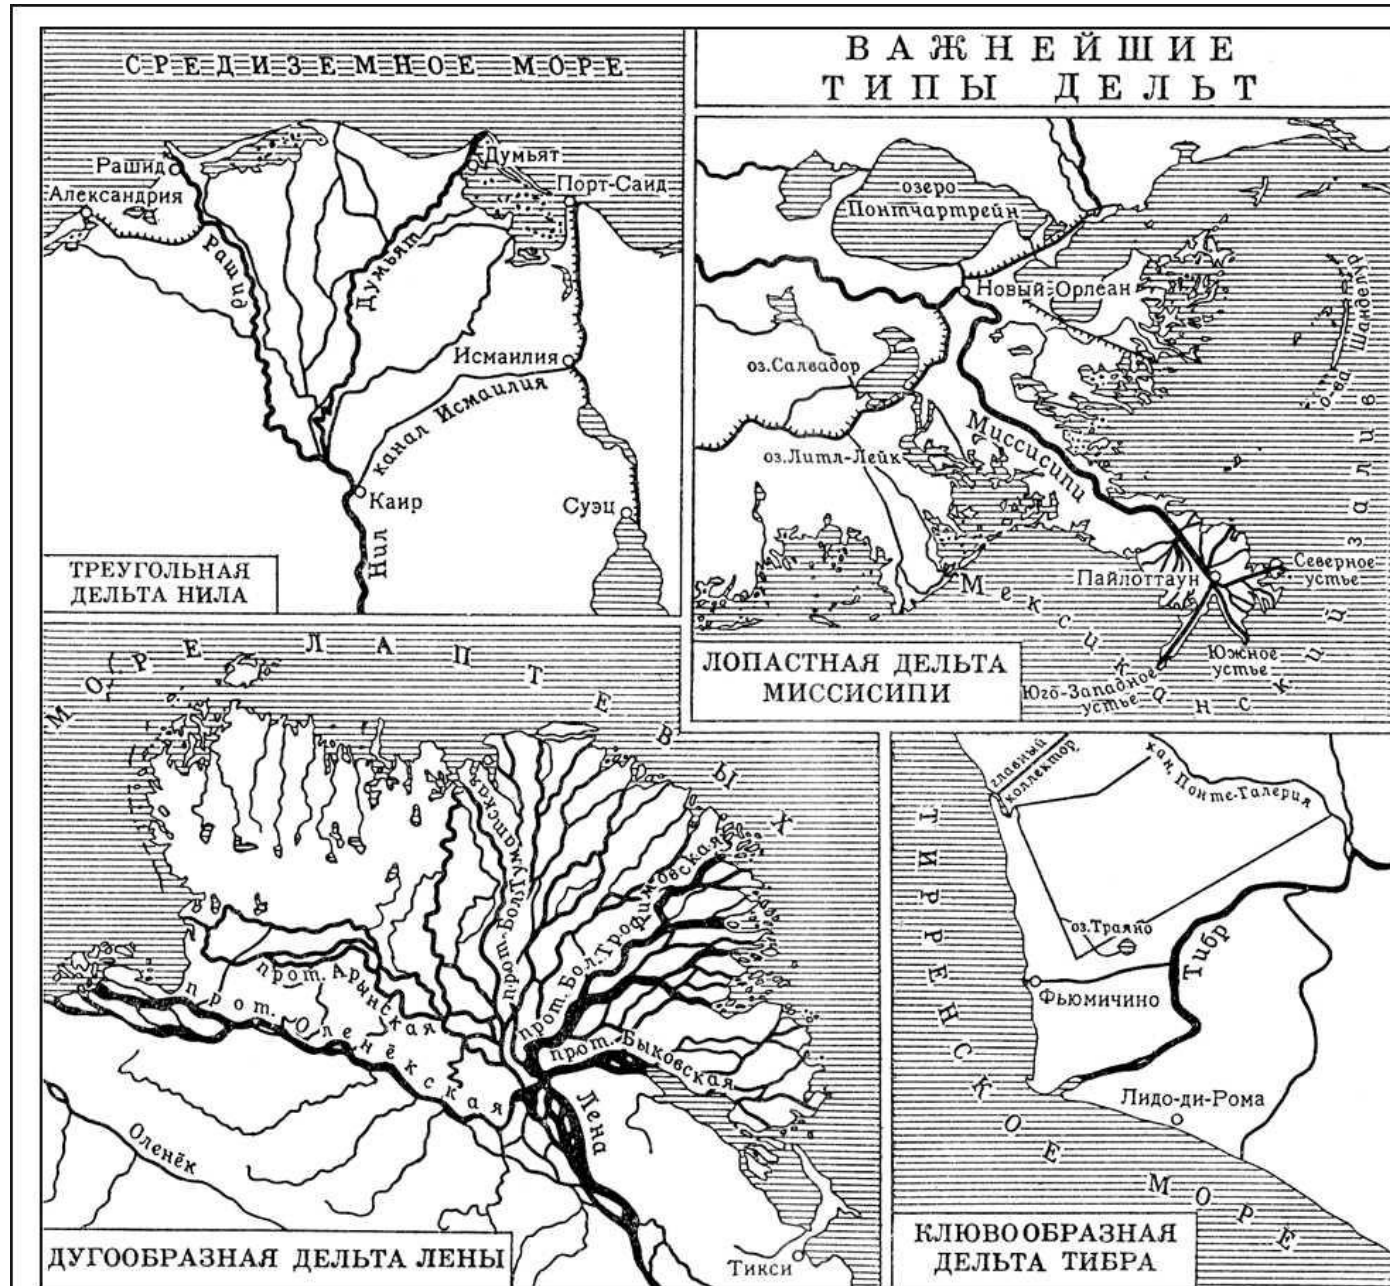 ВАЖНЕЙШИЕ
ТИПЫ ДЕЛЬТ
СРЕДИЗЕМНОЕ МОРЕ
Рашид
Думьят
Александрия
Порт-Саид
Рашид
Думьят
Исмаилия
канал Исмаилия
Каир
Суэц
Нил
ТРЕУГОЛЬНАЯ
ДЕЛЬТА НИЛА
озеро
Понтчартрейн
Новый-Орлеан
о-ва Шанделур
оз.Салвадор
Миссисипи
оз.Литл-Лейк
Пайлоттаун
Северное
устье
Южное
устье
Юго-Западное
устье
Мексиканский залив
ЛОПАСТНАЯ ДЕЛЬТА
МИССИСИПИ
МОРЕ ЛАПТЕВЫХ
прот. Бол.Туматская
прот. Бол. Трофимовская
прот. Арынская
прот. Оленёкская
прот. Быковская
Лена
Оленёк
Тикси
ДУГООБРАЗНАЯ ДЕЛЬТА ЛЕНЫ
главный
коллектор
кан. Понте-Галерия
ТИРРЕНСКОЕ МОРЕ
оз.Траяно
Тибр
Фьюмичино
Лидо-ди-Рома
КЛЮВООБРАЗНАЯ
ДЕЛЬТА ТИБРА